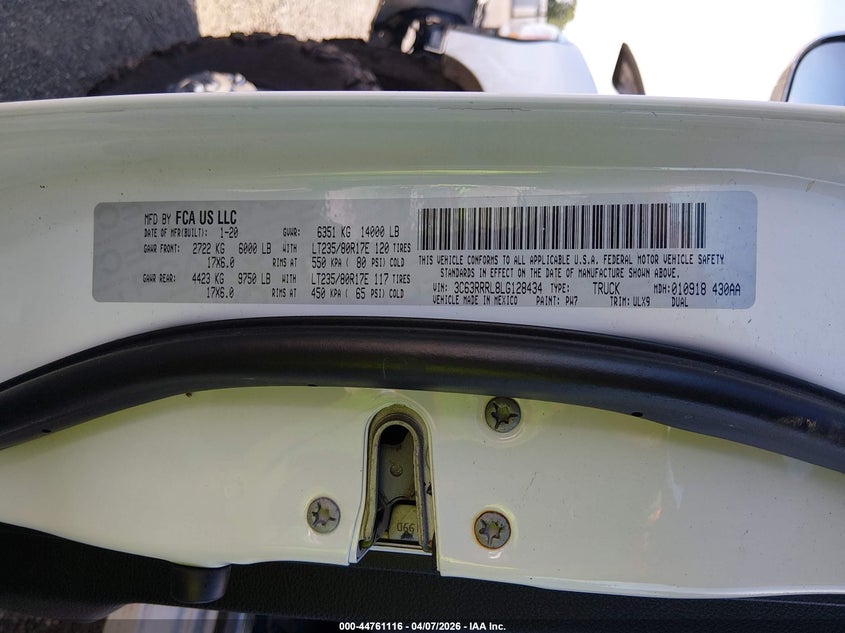 MFD BY FCA US LLC
DATE OF MFR(BUILT): 1-20 GVWR: 6351 KG 14000 LB
GAWR FRONT: 2722 KG 6000 LB WITH LT235/80R17E 120 TIRES
17X6.0 RIMS AT 550 KPA ( 80 PSI) COLD
GAWR REAR: 4423 KG 9750 LB WITH LT235/80R17E 117 TIRES
17X6.0 RIMS AT 450 KPA ( 65 PSI) COLD
THIS VEHICLE CONFORMS TO ALL APPLICABLE U.S.A. FEDERAL MOTOR VEHICLE SAFETY
STANDARDS IN EFFECT ON THE DATE OF MANUFACTURE SHOWN ABOVE.
VIN: 3C63RRRL8LG128434 TYPE: TRUCK MDH: 010918 430AA
VEHICLE MADE IN MEXICO PAINT: PW7 TRIM: ULX9 DUAL
000-44761116 - 04/07/2026 - IAA Inc.